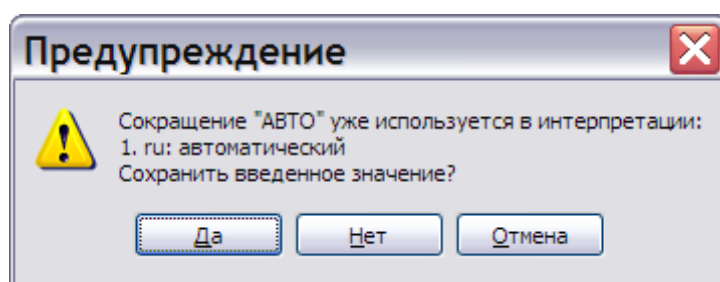 Предупреждение
Сокращение "АВТО" уже используется в интерпретации:
1. ru: автоматический
Сохранить введенное значение?
Да Нет Отмена